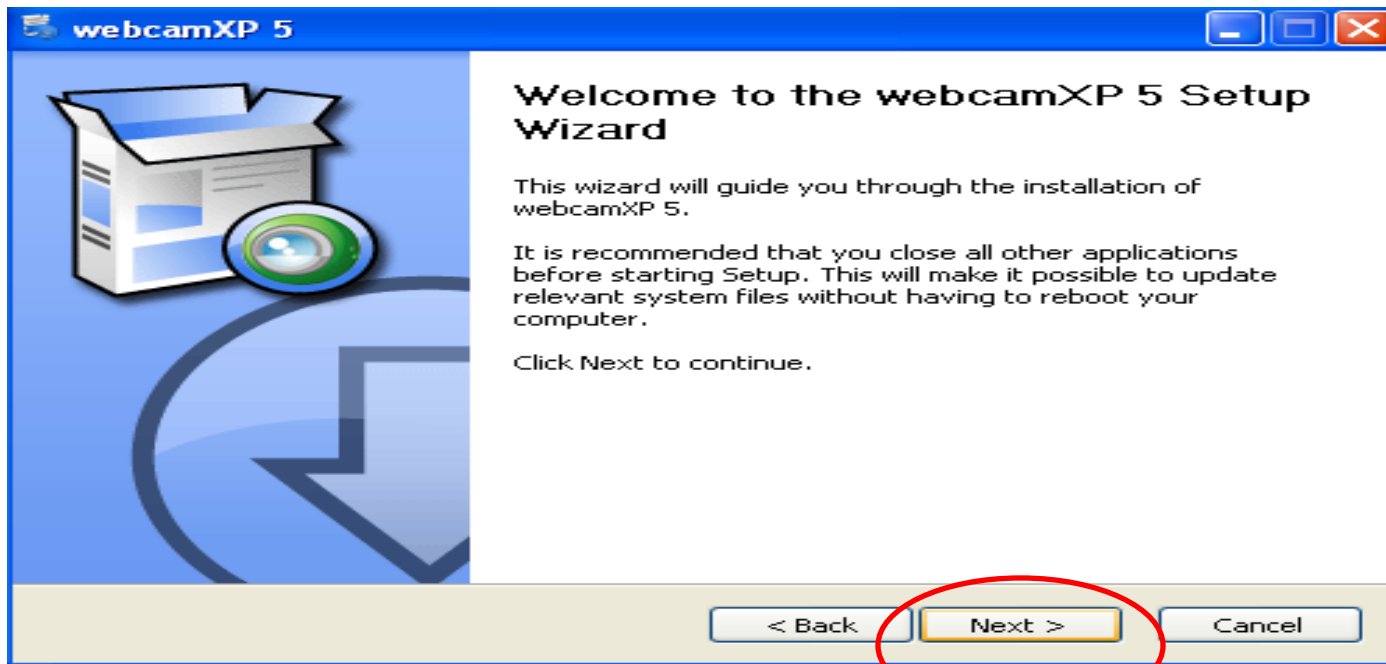 webcamXP 5
Welcome to the webcamXP 5 Setup
Wizard
This wizard will guide you through the installation of
webcamXP 5.
It is recommended that you close all other applications
before starting Setup. This will make it possible to update
relevant system files without having to reboot your
computer.
Click Next to continue.
< Back Next > Cancel